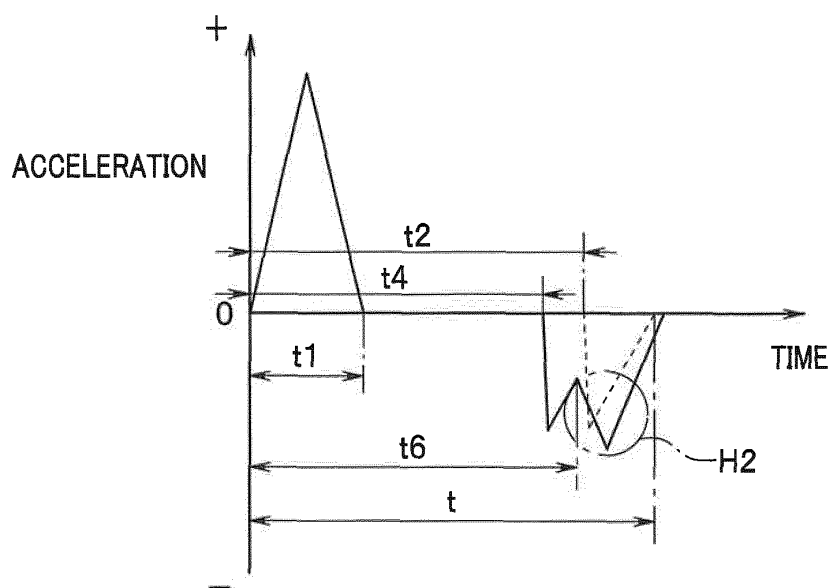 +
ACCELERATION
t2
t4
0
TIME
t1
t6
H2
t
−